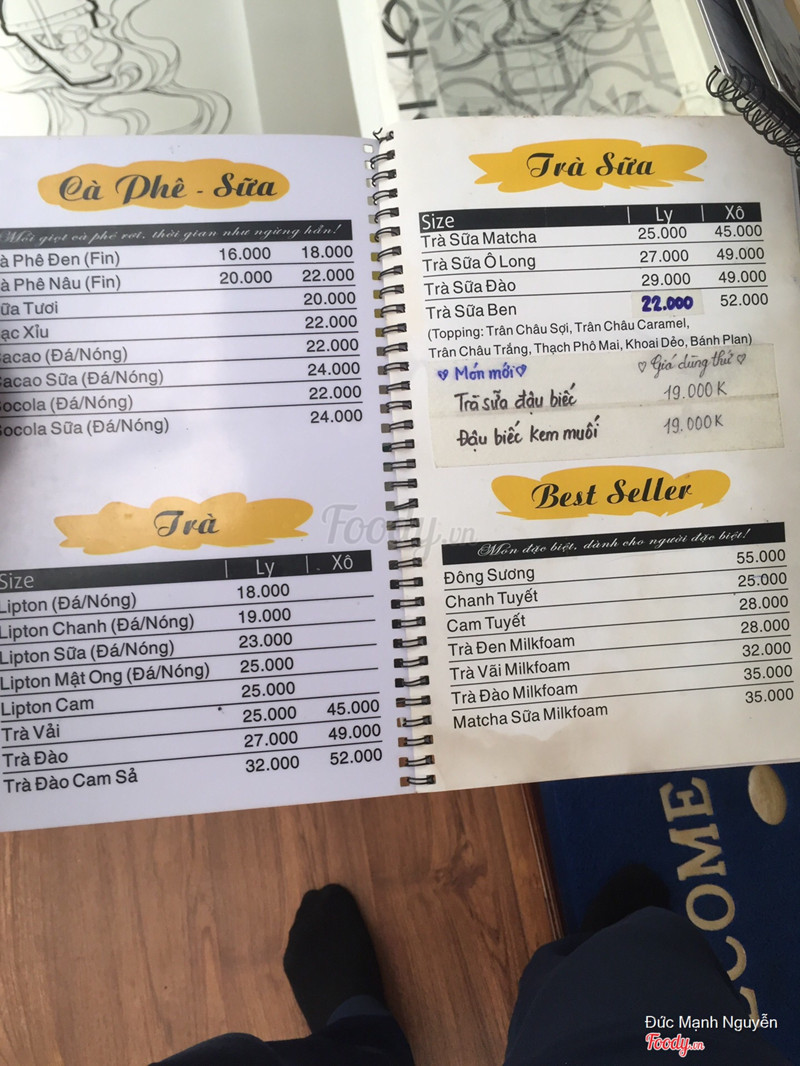 Cà Phê - Sữa
Mỗi giọt cà phê rơi, thời gian như ngừng hẳn!
à Phê Đen (Fin) 16.000 18.000
à Phê Nâu (Fin) 20.000 22.000
ữa Tươi 20.000
ạc Xỉu 22.000
acao (Đá/Nóng) 22.000
acao Sữa (Đá/Nóng) 24.000
ocola (Đá/Nóng) 22.000
ocola Sữa (Đá/Nóng) 24.000
Trà
Size Ly Xô
Lipton (Đá/Nóng) 18.000
Lipton Chanh (Đá/Nóng) 19.000
Lipton Sữa (Đá/Nóng) 23.000
Lipton Mật Ong (Đá/Nóng) 25.000
Lipton Cam 25.000
Trà Vải 25.000 45.000
Trà Đào 27.000 49.000
Trà Đào Cam Sả 32.000 52.000
Trà Sữa
Size Ly Xô
Trà Sữa Matcha 25.000 45.000
Trà Sữa Ô Long 27.000 49.000
Trà Sữa Đào 29.000 49.000
Trà Sữa Ben 22.000 52.000
(Topping: Trân Châu Sợi, Trân Châu Caramel,
Trân Châu Trắng, Thạch Phô Mai, Khoai Dẻo, Bánh Plan)
Món mới Giá dùng thử
Trà sữa đậu biếc 19.000K
Đậu biếc kem muối 19.000K
Best Seller
Món đặc biệt, dành cho người đặc biệt!
Đông Sương 55.000
Chanh Tuyết 25.000
Cam Tuyết 28.000
Trà Đen Milkfoam 28.000
Trà Vãi Milkfoam 32.000
Trà Đào Milkfoam 35.000
Matcha Sữa Milkfoam 35.000
Foody.vn
COME
Đức Mạnh Nguyễn
Foody.vn